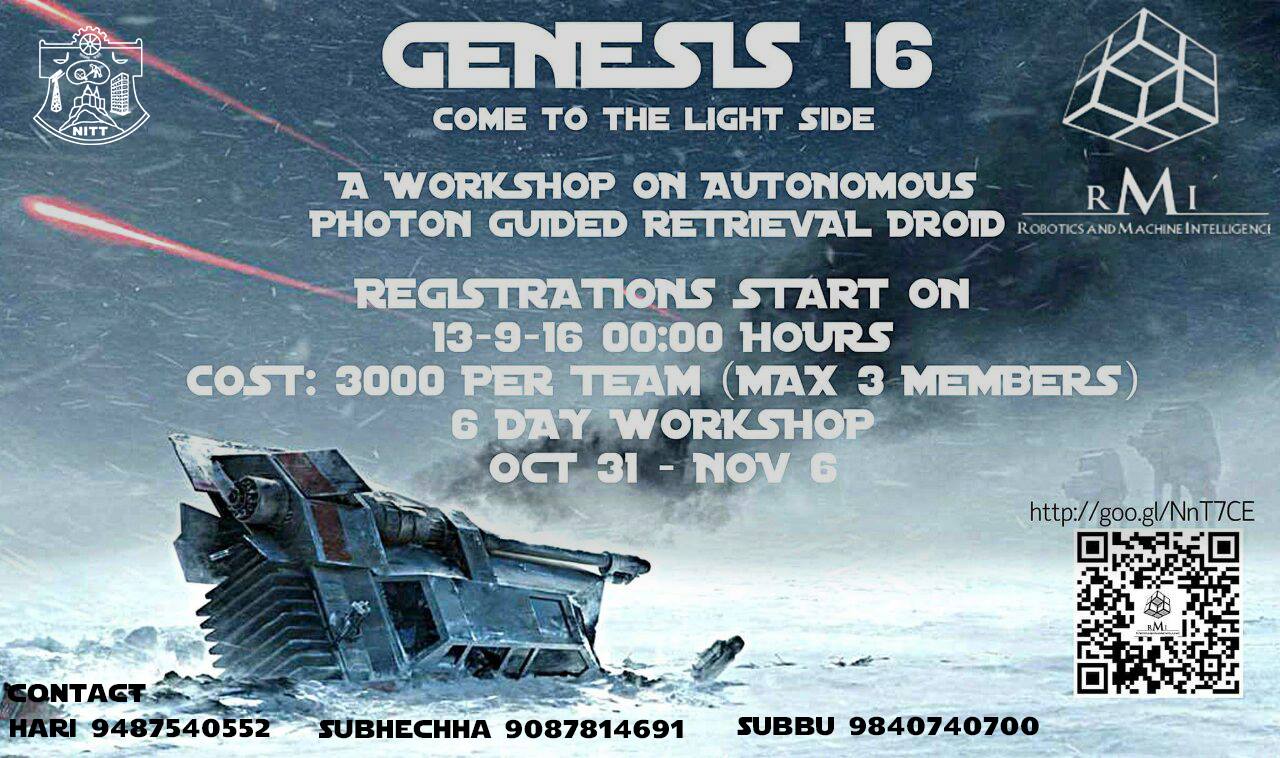 NITT
GENESIS 16
COME TO THE LIGHT SIDE
A WORKSHOP ON AUTONOMOUS
PHOTON GUIDED RETRIEVAL DROID
RMI
ROBOTICS AND MACHINE INTELLIGENCE
REGISTRATIONS START ON
13-9-16 00:00 HOURS
COST: 3000 PER TEAM (MAX 3 MEMBERS)
6 DAY WORKSHOP
OCT 31 - NOV 6
http://goo.gl/NnT7CE
RMI
CONTACT
HARI 9487540552 SUBHECHHA 9087814691 SUBBU 9840740700